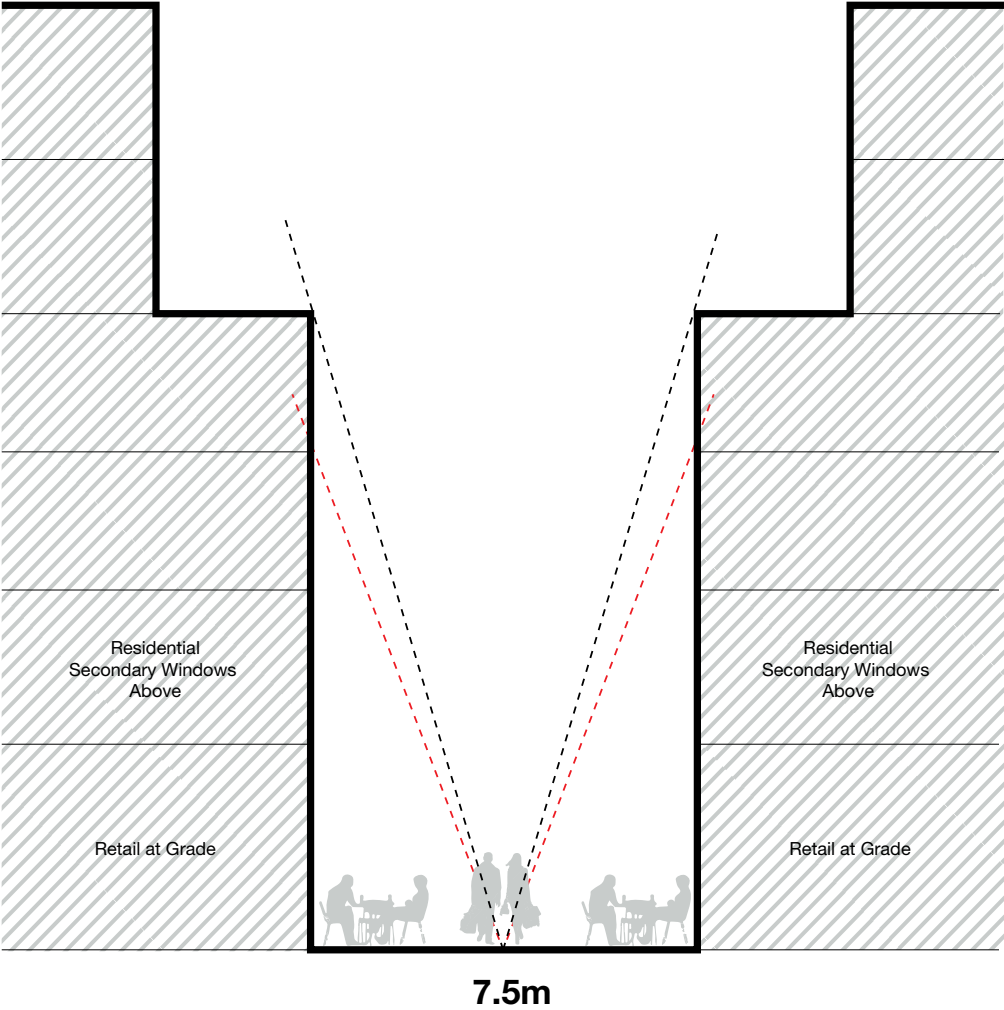 Residential
Secondary Windows
Above
Residential
Secondary Windows
Above
Retail at Grade
Retail at Grade
7.5m